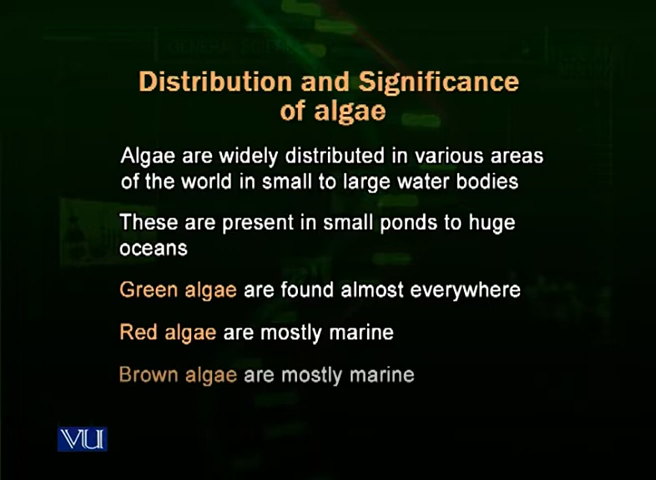 Distribution and Significance
of algae
Algae are widely distributed in various areas
of the world in small to large water bodies
These are present in small ponds to huge
oceans
Green algae are found almost everywhere
Red algae are mostly marine
Brown algae are mostly marine
VU